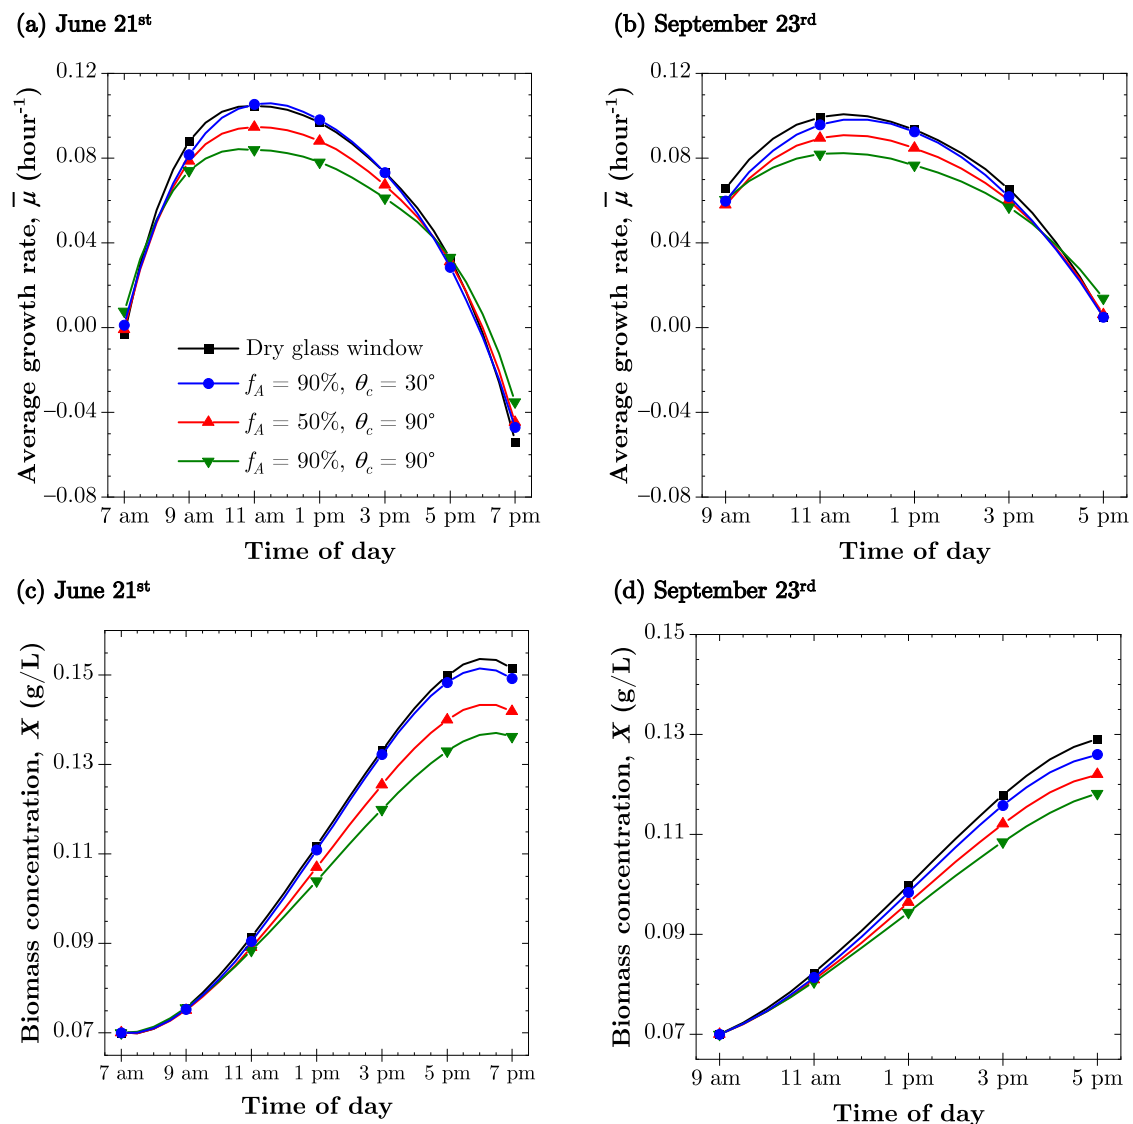 (a) June 21st
(b) September 23rd
0.12
0.08
0.04
0.00
−0.04
−0.08
Average growth rate, μ̄ (hour-1)
Dry glass window
fA = 90%, θc = 30°
fA = 50%, θc = 90°
fA = 90%, θc = 90°
7 am 9 am 11 am 1 pm 3 pm 5 pm 7 pm
Time of day
0.12
0.08
0.04
0.00
−0.04
−0.08
Average growth rate, μ̄ (hour-1)
9 am 11 am 1 pm 3 pm 5 pm
Time of day
(c) June 21st
(d) September 23rd
0.15
0.13
0.11
0.09
0.07
Biomass concentration, X (g/L)
7 am 9 am 11 am 1 pm 3 pm 5 pm 7 pm
Time of day
0.15
0.13
0.11
0.09
0.07
Biomass concentration, X (g/L)
9 am 11 am 1 pm 3 pm 5 pm
Time of day